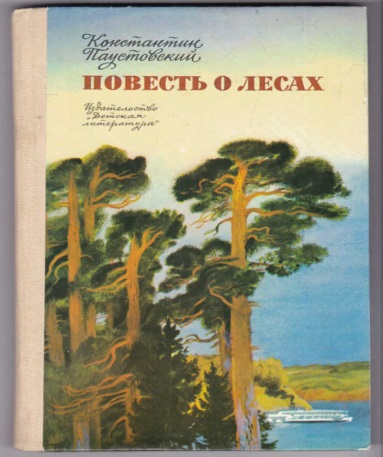 Константин
Паустовский
ПОВЕСТЬ О ЛЕСАХ
Издательство
„Детская
литература“